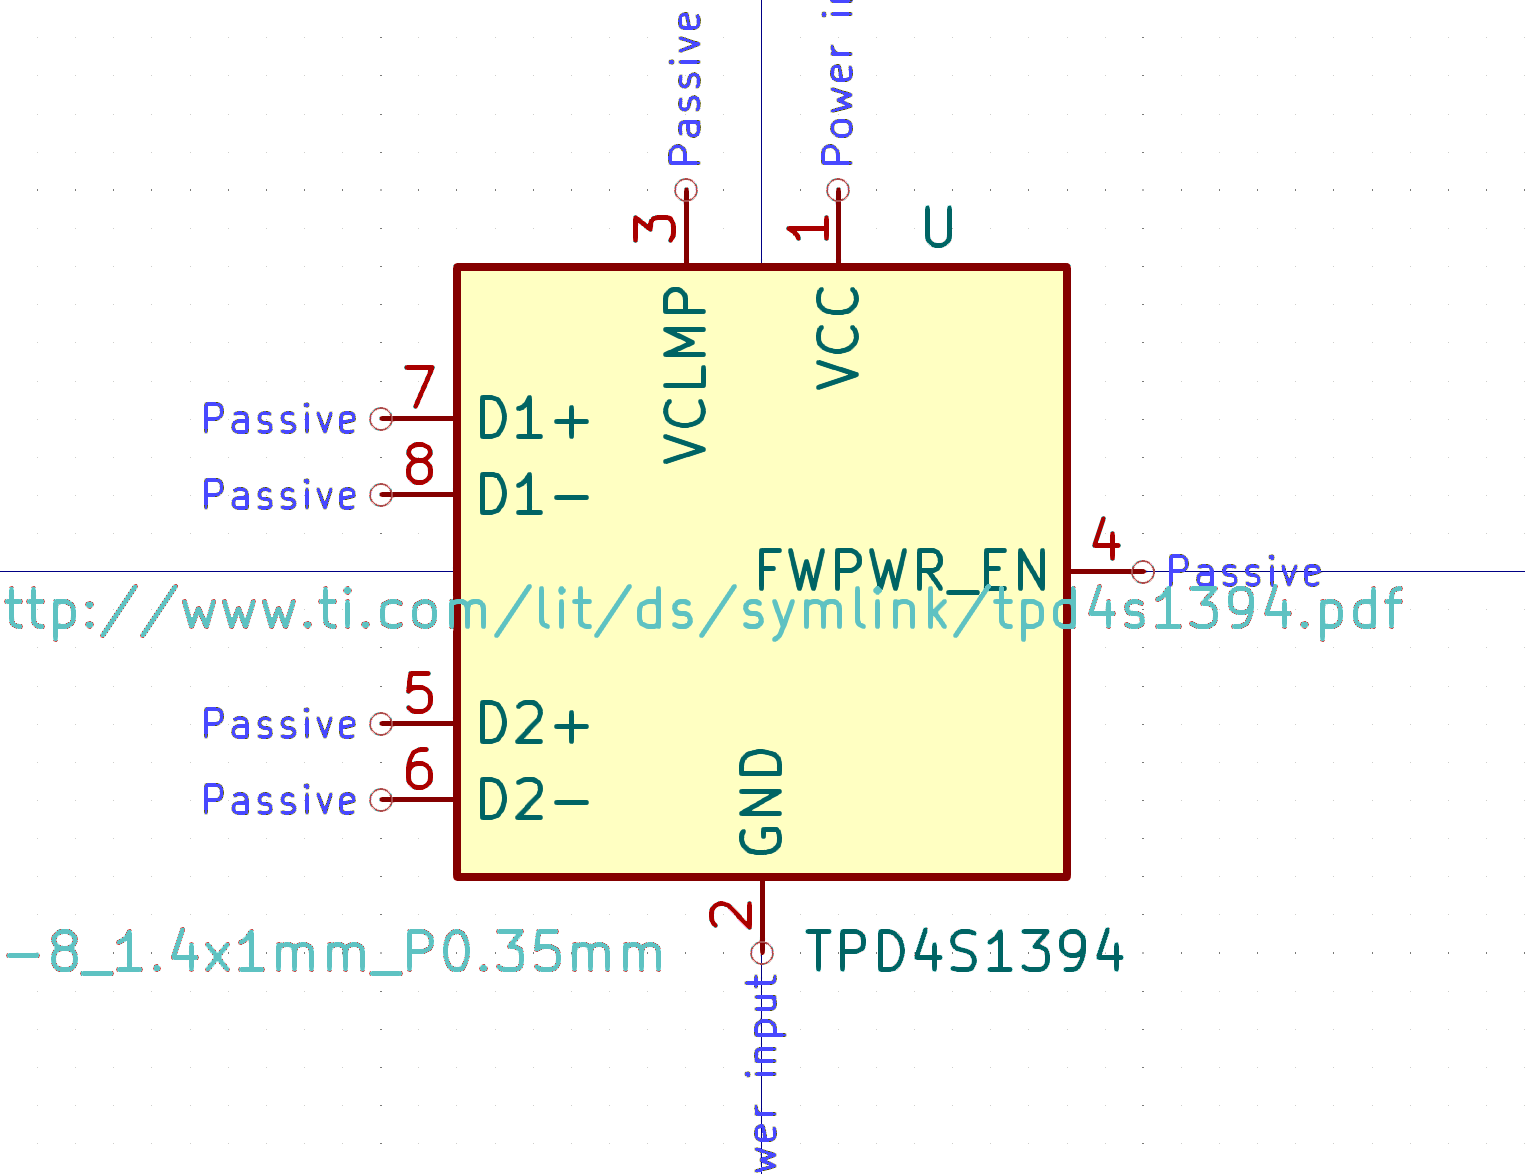 Passive
Power i
3
1
U
VCLMP
VCC
7
Passive
D1+
8
Passive
D1-
4
FWPWR_EN
Passive
ttp://www.ti.com/lit/ds/symlink/tpd4s1394.pdf
5
Passive
D2+
6
Passive
D2-
GND
2
-8_1.4x1mm_P0.35mm
TPD4S1394
wer input